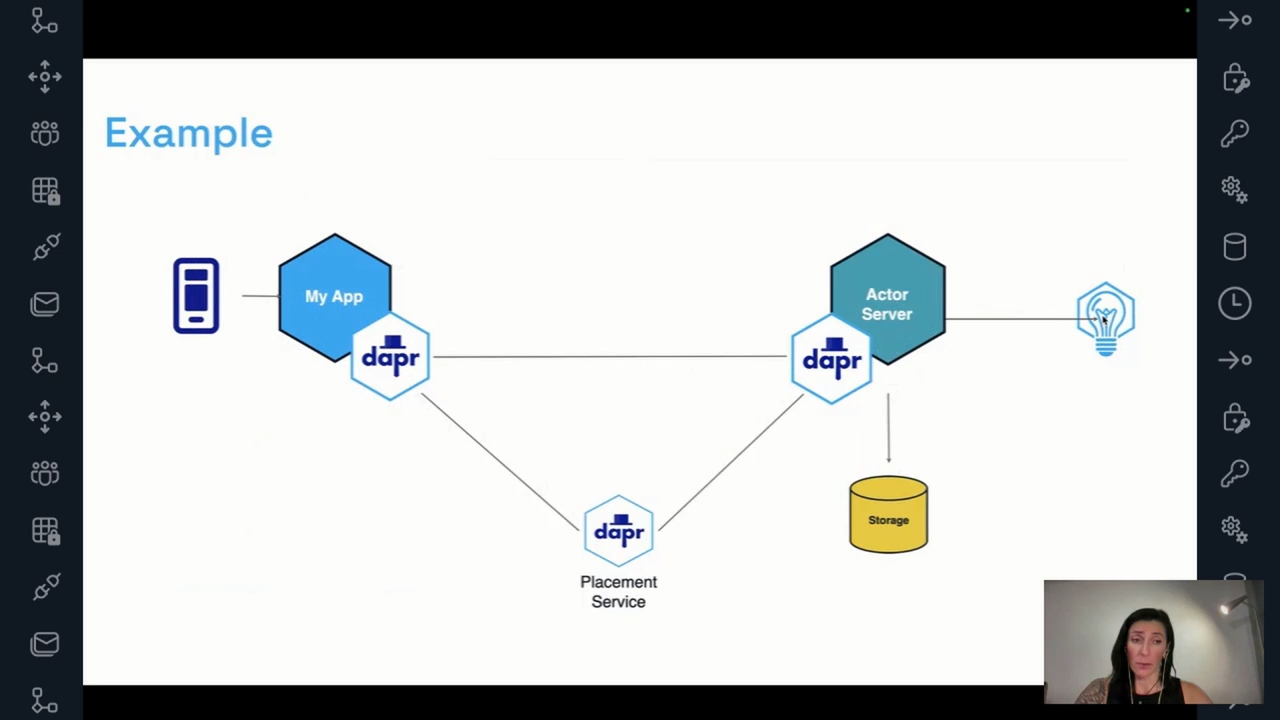 Example
My App
dapr
Actor
Server
dapr
dapr
Placement
Service
Storage